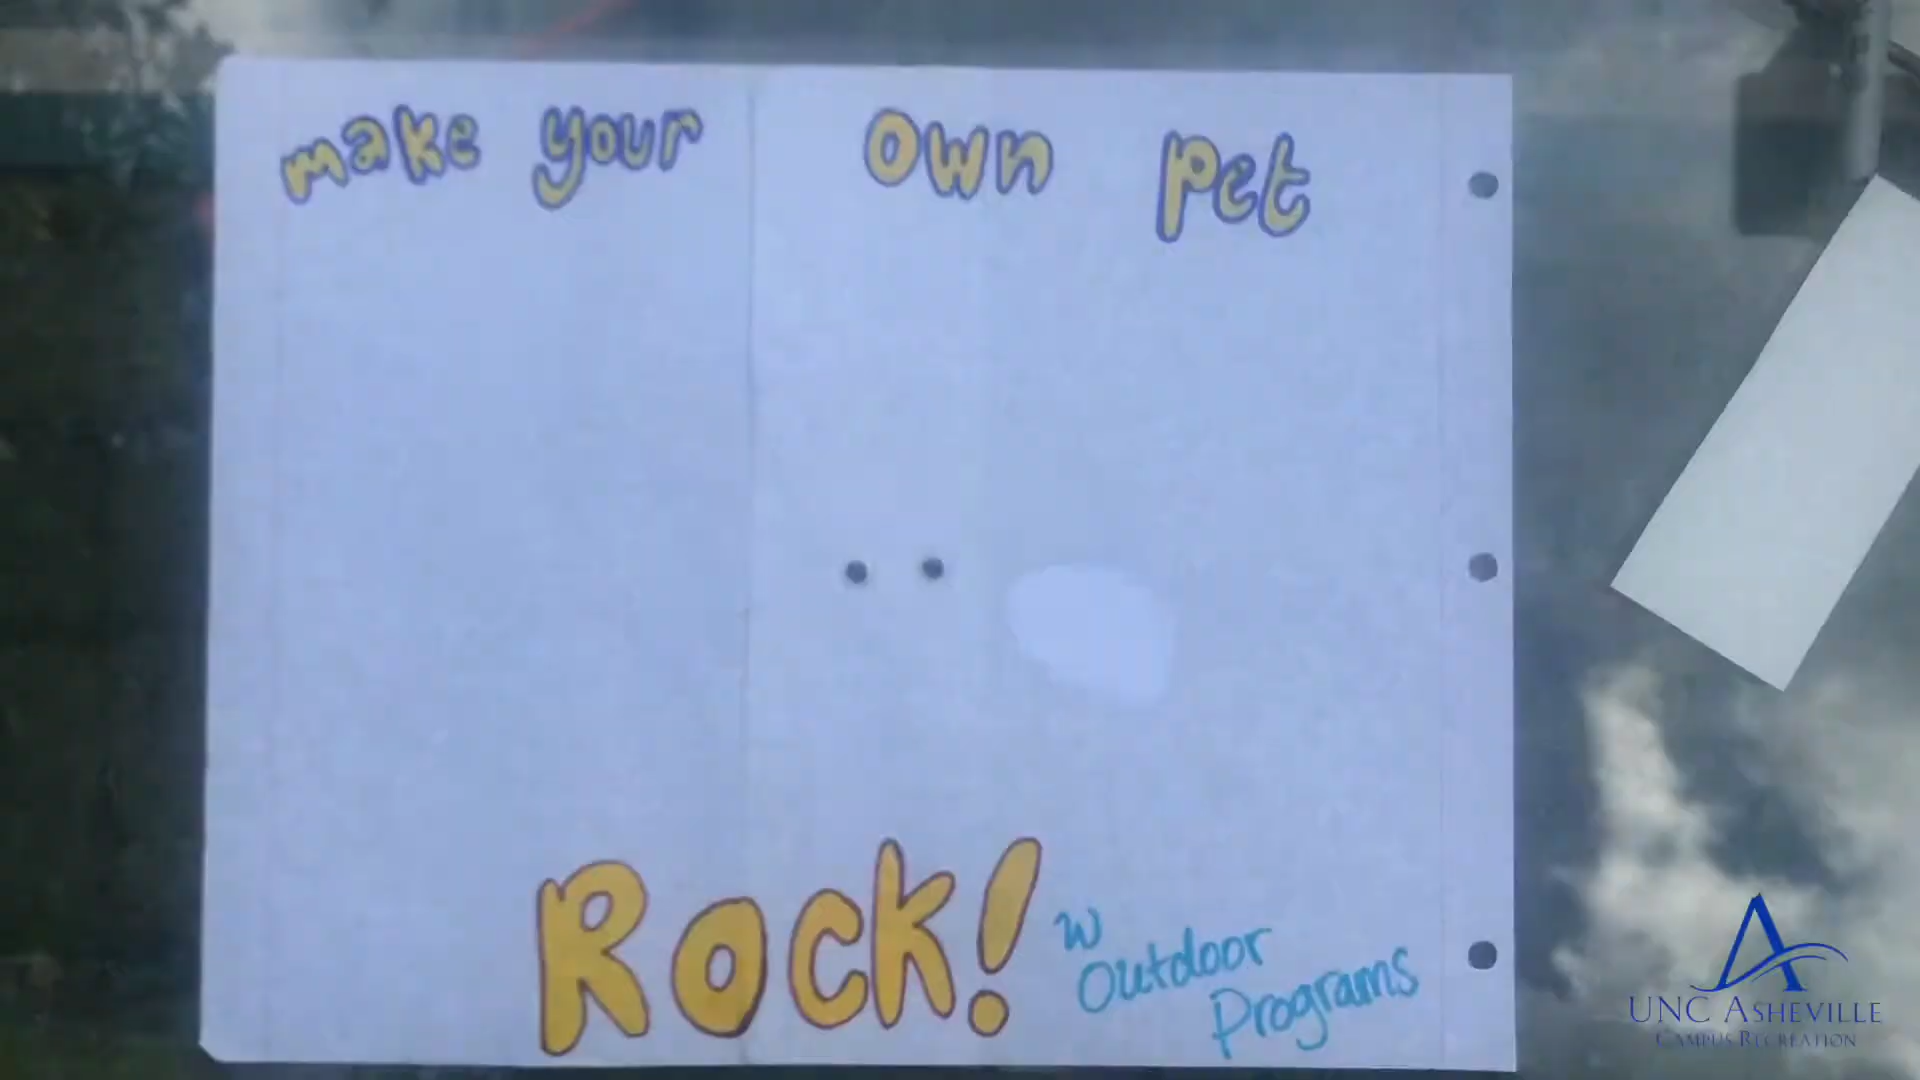 make your own pet
Rock!
w
Outdoor
Programs
UNC ASHEVILLE
CAMPUS RECREATION